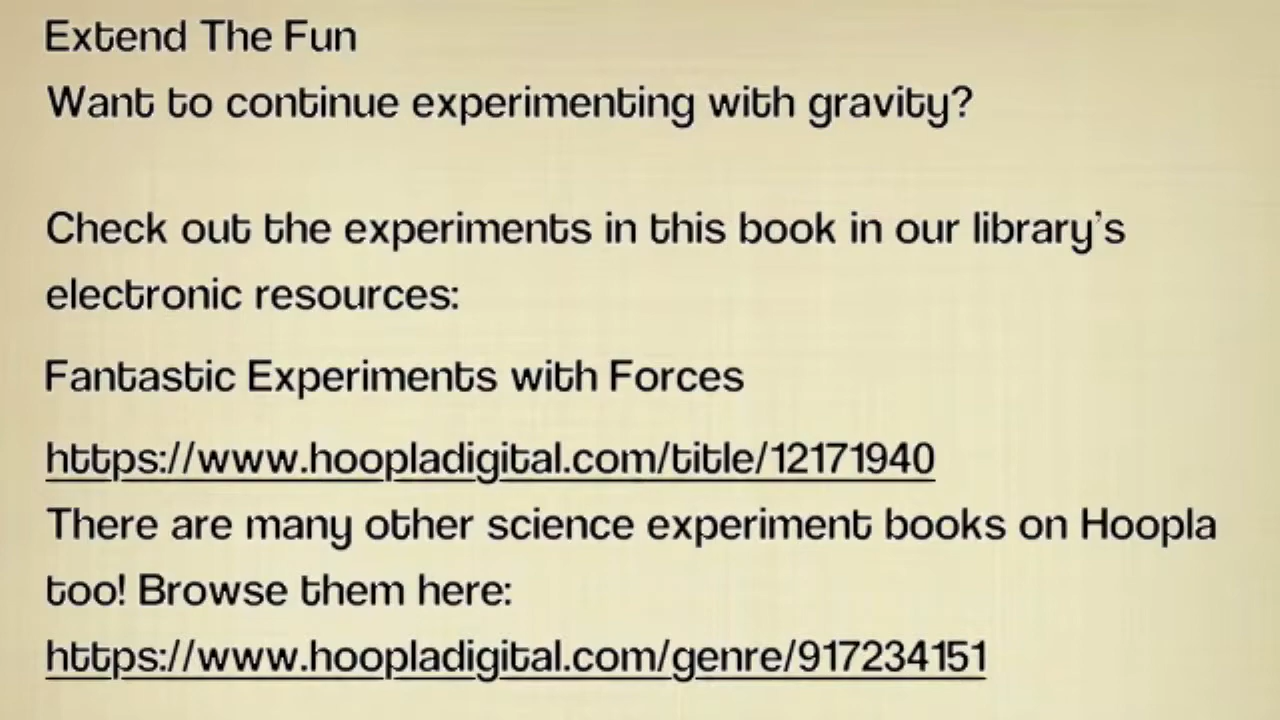 Extend The Fun
Want to continue experimenting with gravity?
Check out the experiments in this book in our library’s
electronic resources:
Fantastic Experiments with Forces
https://www.hoopladigital.com/title/12171940
There are many other science experiment books on Hoopla
too! Browse them here:
https://www.hoopladigital.com/genre/917234151